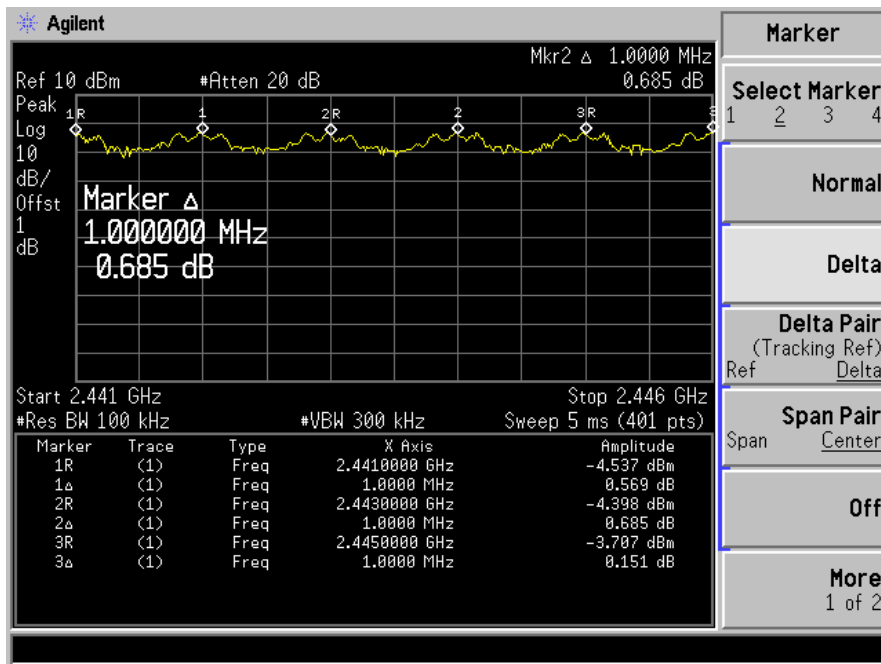 Agilent
Marker
Mkr2 Δ 1.0000 MHz
Ref 10 dBm #Atten 20 dB 0.685 dB
Peak
Log
10
dB/
Offst
1
dB
1R 1 2R 2 3R 3
Marker Δ
1.000000 MHz
0.685 dB
Start 2.441 GHz Stop 2.446 GHz
#Res BW 100 kHz #VBW 300 kHz Sweep 5 ms (401 pts)
Marker Trace Type X Axis Amplitude
1R (1) Freq 2.4410000 GHz -4.537 dBm
1Δ (1) Freq 1.0000 MHz 0.569 dB
2R (1) Freq 2.4430000 GHz -4.398 dBm
2Δ (1) Freq 1.0000 MHz 0.685 dB
3R (1) Freq 2.4450000 GHz -3.707 dBm
3Δ (1) Freq 1.0000 MHz 0.151 dB
Select Marker
1 2 3 4
Normal
Delta
Delta Pair
(Tracking Ref)
Ref Delta
Span Pair
Span Center
Off
More
1 of 2